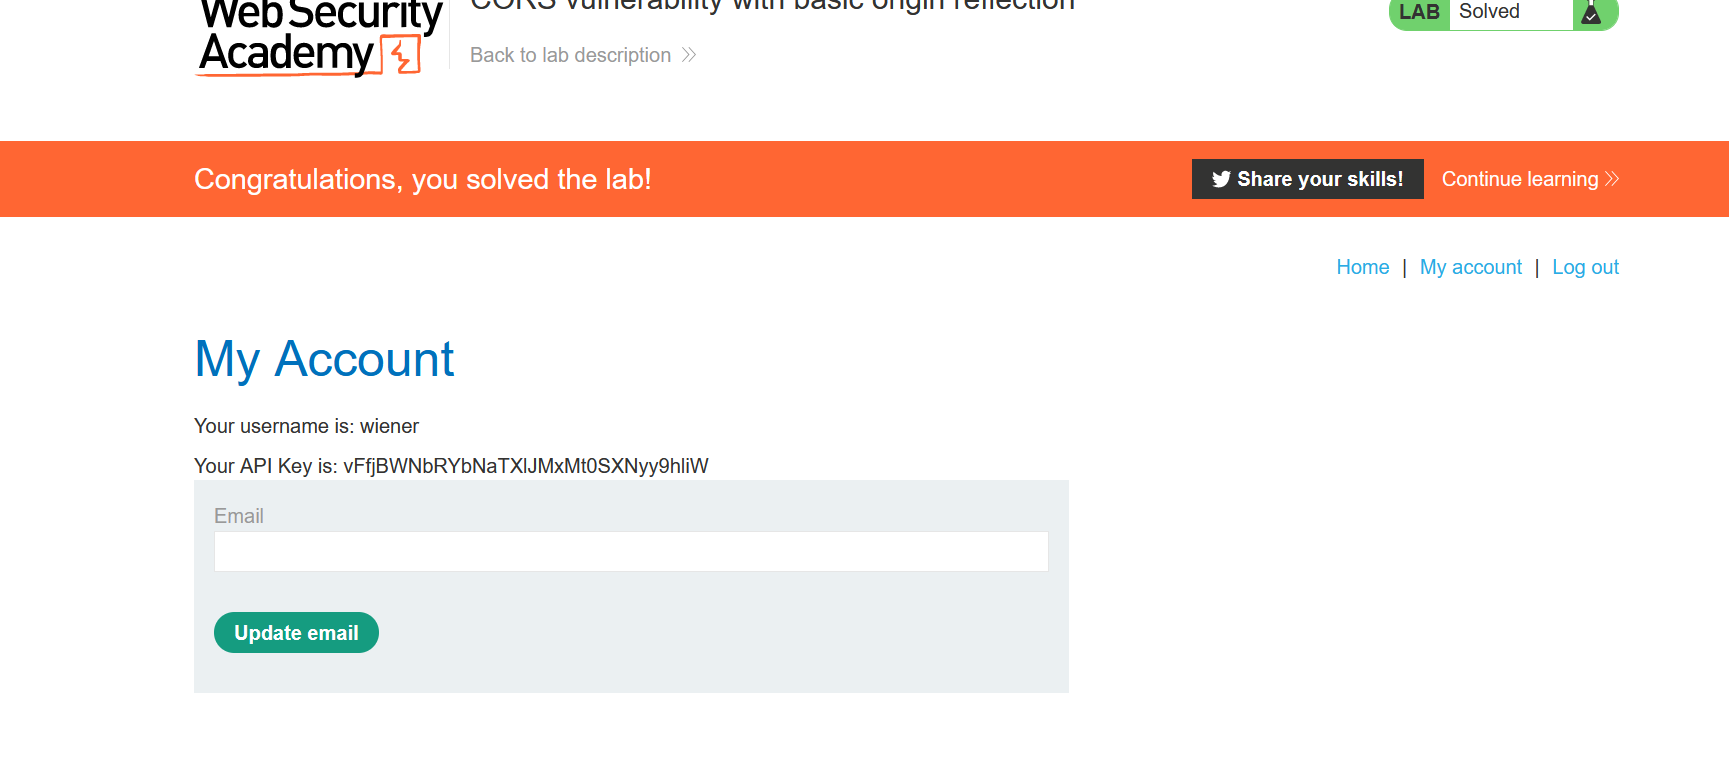 Web Security
Academy
CORS vulnerability with basic origin reflection
Back to lab description
LAB Solved
Congratulations, you solved the lab!
Share your skills!
Continue learning
Home | My account | Log out
My Account
Your username is: wiener
Your API Key is: vFfjBWNbRYbNaTXlJMxMt0SXNyy9hliW
Email
Update email